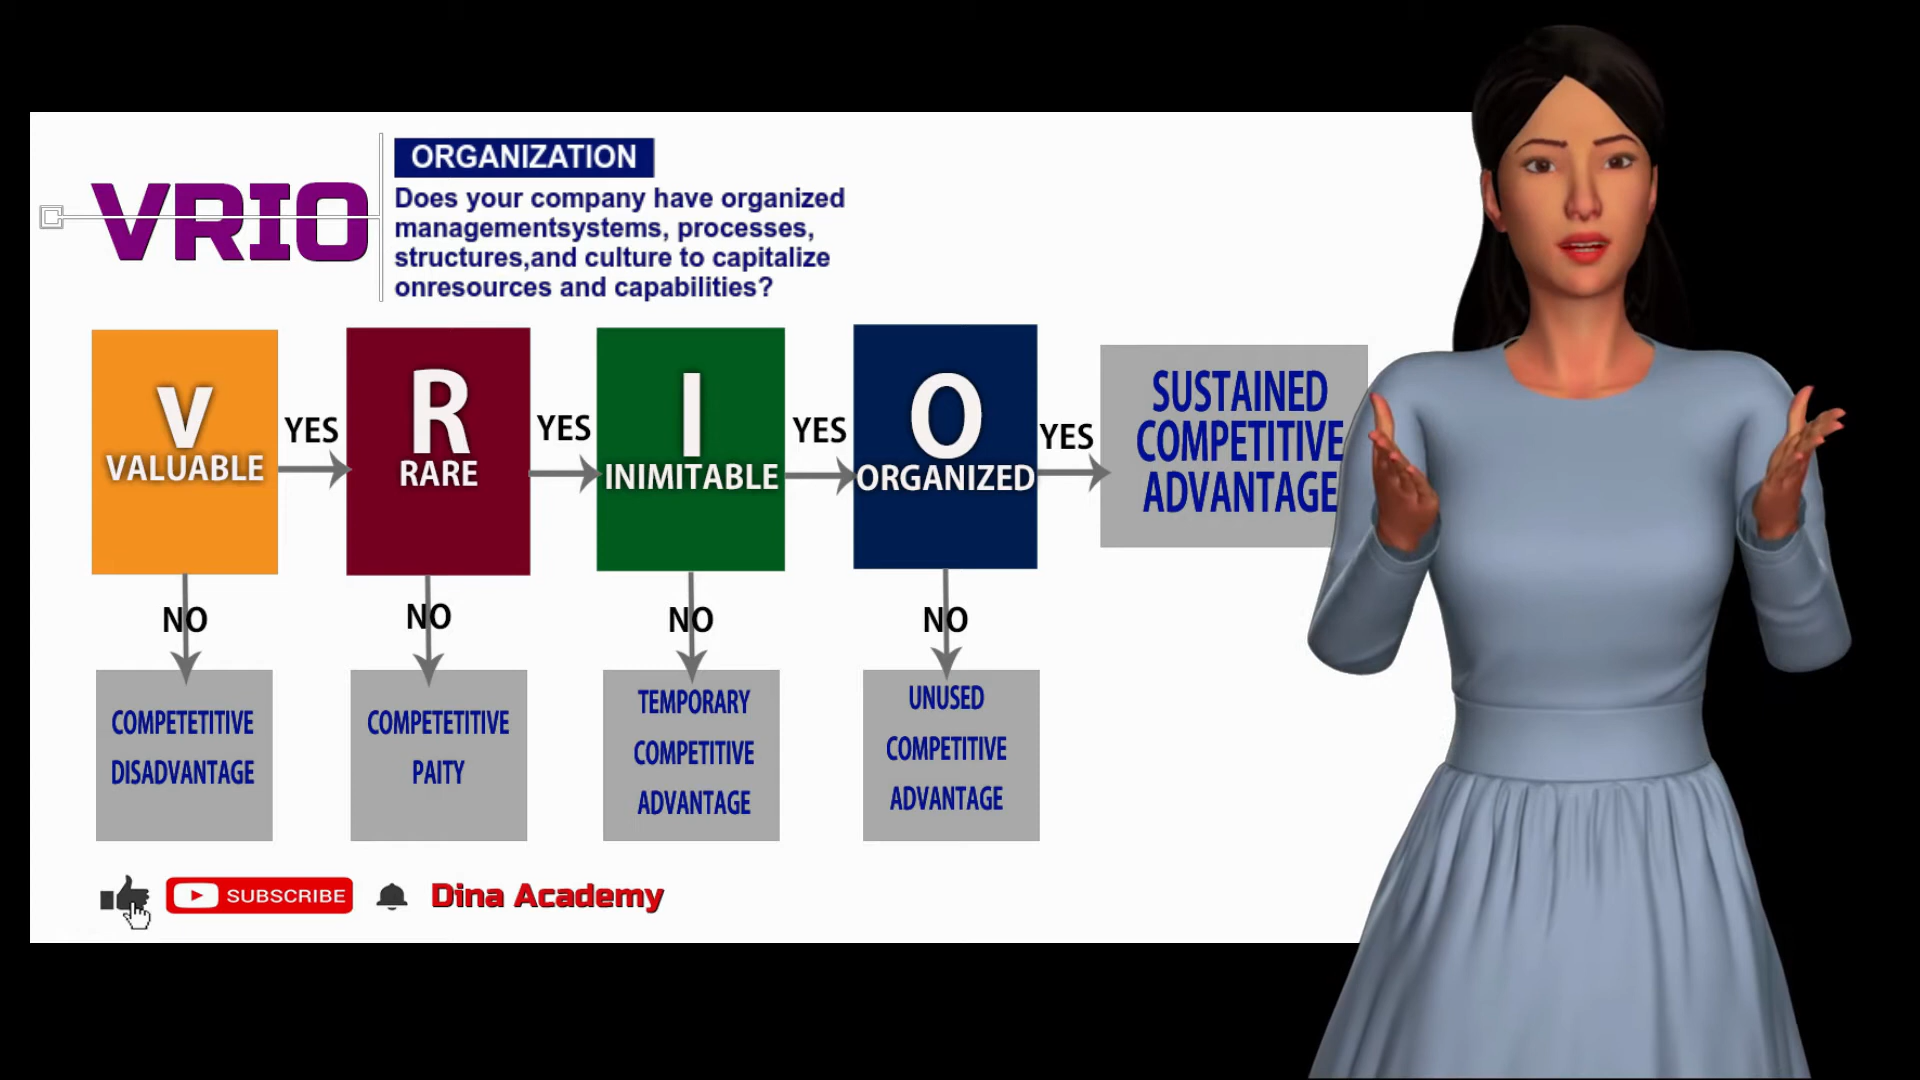 VRIO
ORGANIZATION
Does your company have organized
managementsystems, processes,
structures,and culture to capitalize
onresources and capabilities?
V
VALUABLE
YES
R
RARE
YES
I
INIMITABLE
YES
O
ORGANIZED
YES
SUSTAINED
COMPETITIVE
ADVANTAGE
NO
NO
NO
NO
COMPETETITIVE
DISADVANTAGE
COMPETETITIVE
PAITY
TEMPORARY
COMPETITIVE
ADVANTAGE
UNUSED
COMPETITIVE
ADVANTAGE
SUBSCRIBE
Dina Academy